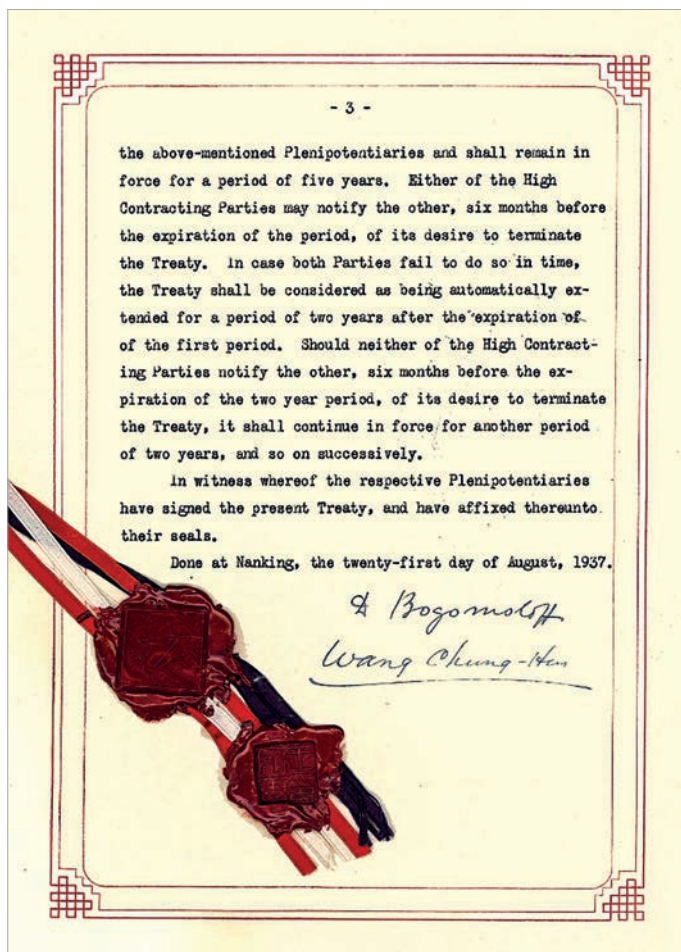 - 3 -
the above-mentioned Plenipotentiaries and shall remain in
force for a period of five years. Either of the High
Contracting Parties may notify the other, six months before
the expiration of the period, of its desire to terminate
the Treaty. In case both Parties fail to do so in time,
the Treaty shall be considered as being automatically ex-
tended for a period of two years after the expiration of
of the first period. Should neither of the High Contract-
ing Parties notify the other, six months before the ex-
piration of the two year period, of its desire to terminate
the Treaty, it shall continue in force for another period
of two years, and so on successively.
In witness whereof the respective Plenipotentiaries
have signed the present Treaty, and have affixed thereunto
their seals.
Done at Nanking, the twenty-first day of August, 1937.
D Bogomoloff
Wang Chung-Hui